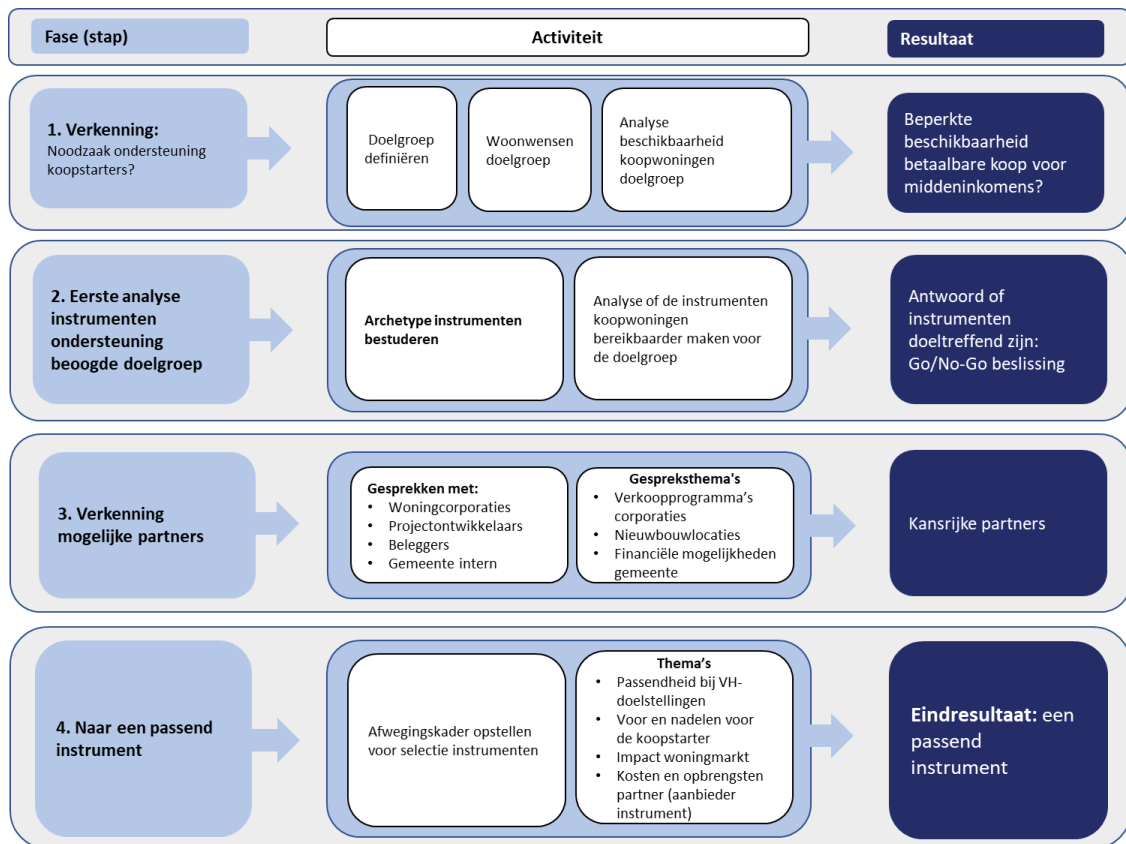 Fase (stap)
Activiteit
Resultaat
1. Verkenning:
Noodzaak ondersteuning
koopstarters?
Doelgroep
definiëren
Woonwensen
doelgroep
Analyse
beschikbaarheid
koopwoningen
doelgroep
Beperkte
beschikbaarheid
betaalbare koop voor
middeninkomens?
2. Eerste analyse
instrumenten
ondersteuning
beoogde doelgroep
Archetype instrumenten
bestuderen
Analyse of de instrumenten
koopwoningen
bereikbaarder maken voor
de doelgroep
Antwoord of
instrumenten
doeltreffend zijn:
Go/No-Go beslissing
3. Verkenning
mogelijke partners
Gesprekken met:
• Woningcorporaties
• Projectontwikkelaars
• Beleggers
• Gemeente intern
Gespreksthema's
• Verkoopprogramma's
corporaties
• Nieuwbouwlocaties
• Financiële mogelijkheden
gemeente
Kansrijke partners
4. Naar een passend
instrument
Afwegingskader opstellen
voor selectie instrumenten
Thema's
• Passendheid bij VH-
doelstellingen
• Voor en nadelen voor
de koopstarter
• Impact woningmarkt
• Kosten en opbrengsten
partner (aanbieder
instrument)
Eindresultaat: een
passend
instrument